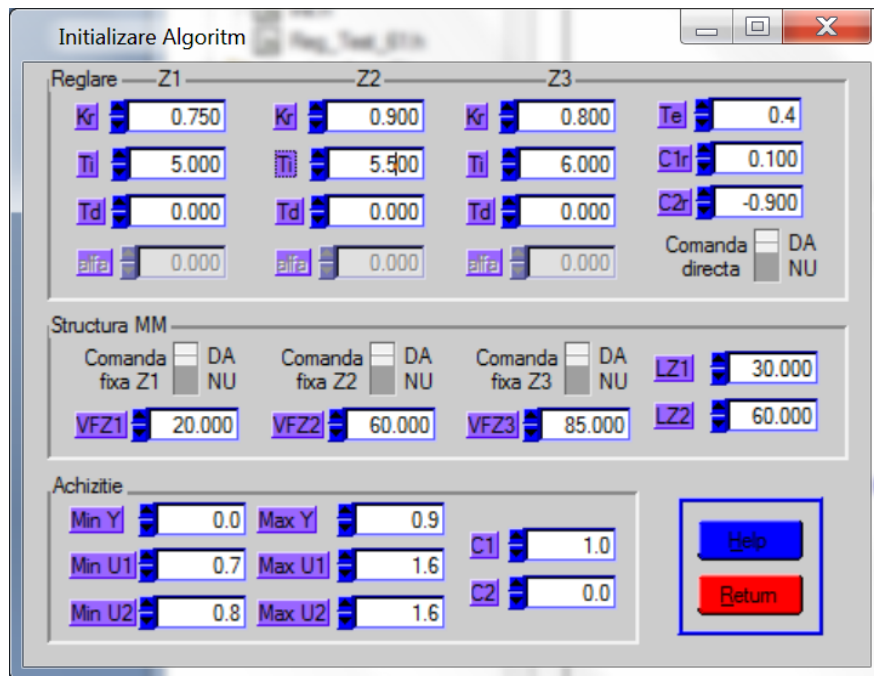 Initializare Algoritm
Reglare Z1 Z2 Z3
Kr 0.750 Kr 0.900 Kr 0.800 Te 0.4
Ti 5.000 Ti 5.500 Ti 6.000 C1r 0.100
Td 0.000 Td 0.000 Td 0.000 C2r -0.900
alfa 0.000 alfa 0.000 alfa 0.000 Comanda directa DA
NU
Structura MM
Comanda fixa Z1 DA NU Comanda fixa Z2 DA NU Comanda fixa Z3 DA NU LZ1 30.000
VFZ1 20.000 VFZ2 60.000 VFZ3 85.000 LZ2 60.000
Achizitie
Min Y 0.0 Max Y 0.9
Min U1 0.7 Max U1 1.6 C1 1.0
Min U2 0.8 Max U2 1.6 C2 0.0
Help
Return